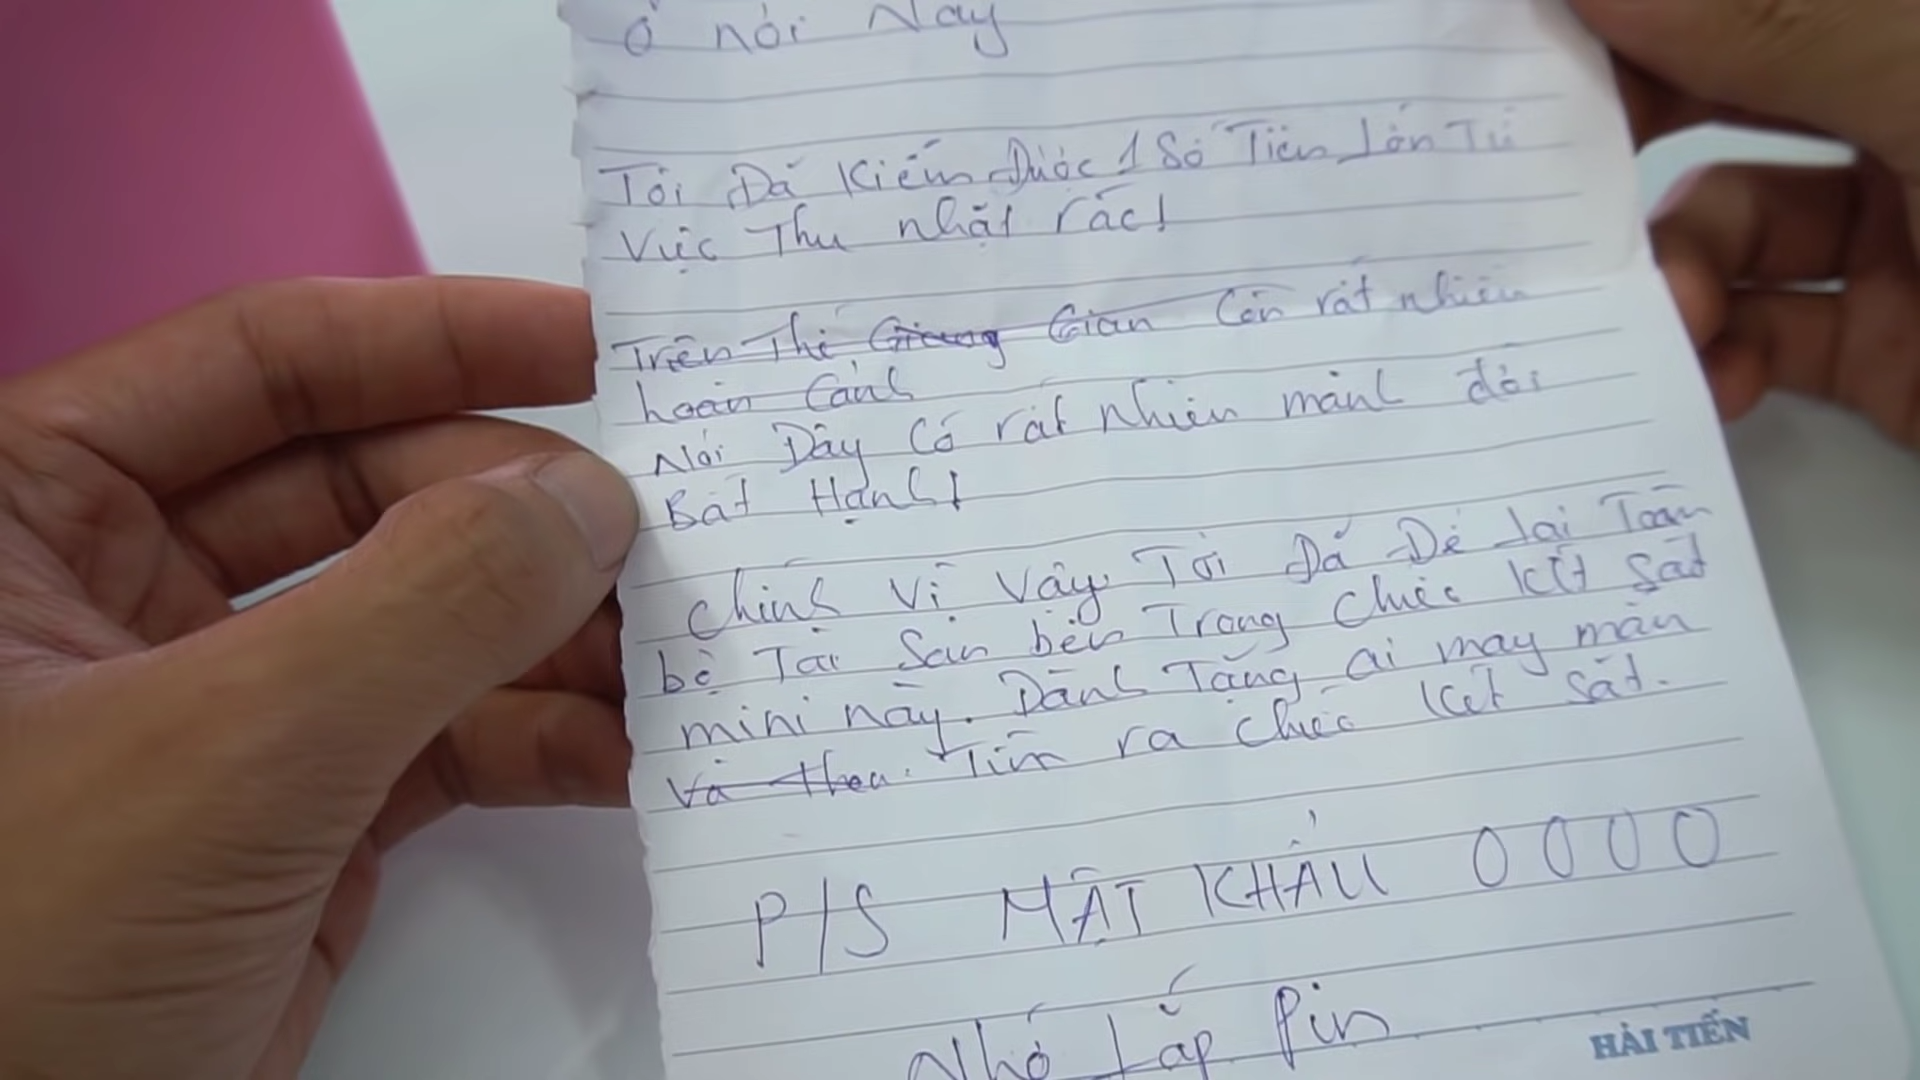 ở nơi Này
Tôi Đã Kiếm Được 1 Số Tiền Lớn Từ
Việc Thu nhặt rác!
Trên Thế Giang Gian Còn rất nhiều
hoàn Cảnh
Nơi Đây Có rất Nhiều mảnh đời
Bất Hạnh!
Chính Vì Vậy Tôi Đã Để lại Toàn
bộ Tài Sản bên Trong Chiếc Két Sắt
mini này. Dành Tặng ai may mắn
Và theo Tìm ra chiếc Két Sắt.
P/S MẬT KHẨU 0000
Nhớ Lắp Pin
HẢI TIẾN